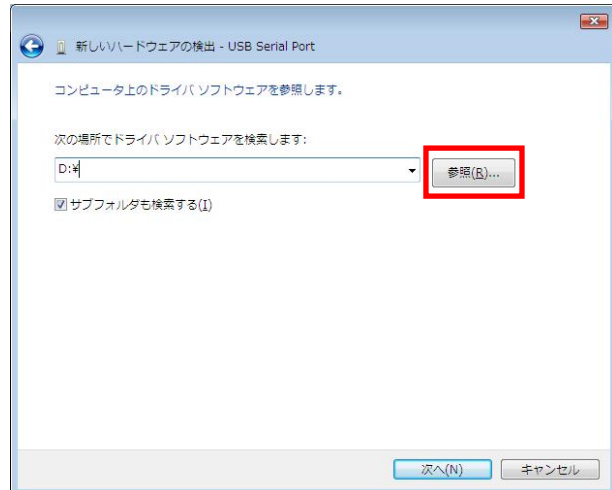 新しいハードウェアの検出 - USB Serial Port
コンピュータ上のドライバ ソフトウェアを参照します。
次の場所でドライバ ソフトウェアを検索します:
D:¥
参照(R)...
サブフォルダも検索する(I)
次へ(N)
キャンセル